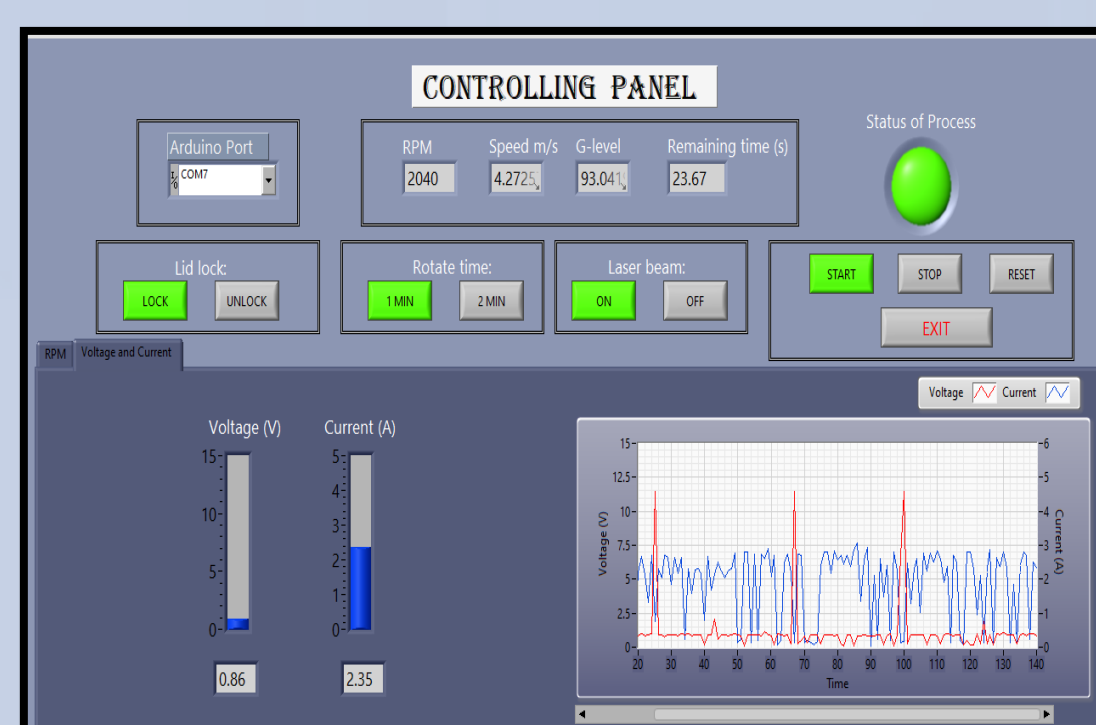 CONTROLLING PANEL
Arduino Port
I/O COM7
RPM Speed m/s G-level Remaining time (s)
2040 4.2725 93.041 23.67
Status of Process
Lid lock:
LOCK UNLOCK
Rotate time:
1 MIN 2 MIN
Laser beam:
ON OFF
START STOP RESET
EXIT
RPM Voltage and Current
Voltage (V) Current (A)
15-
10-
5-
0-
5-
4-
3-
2-
1-
0-
0.86 2.35
Voltage Current
15-
12.5-
10-
7.5-
5-
2.5-
0-
Voltage (V)
-6
-5
-4
-3
-2
-1
-0
Current (A)
20 30 40 50 60 70 80 90 100 110 120 130 140
Time